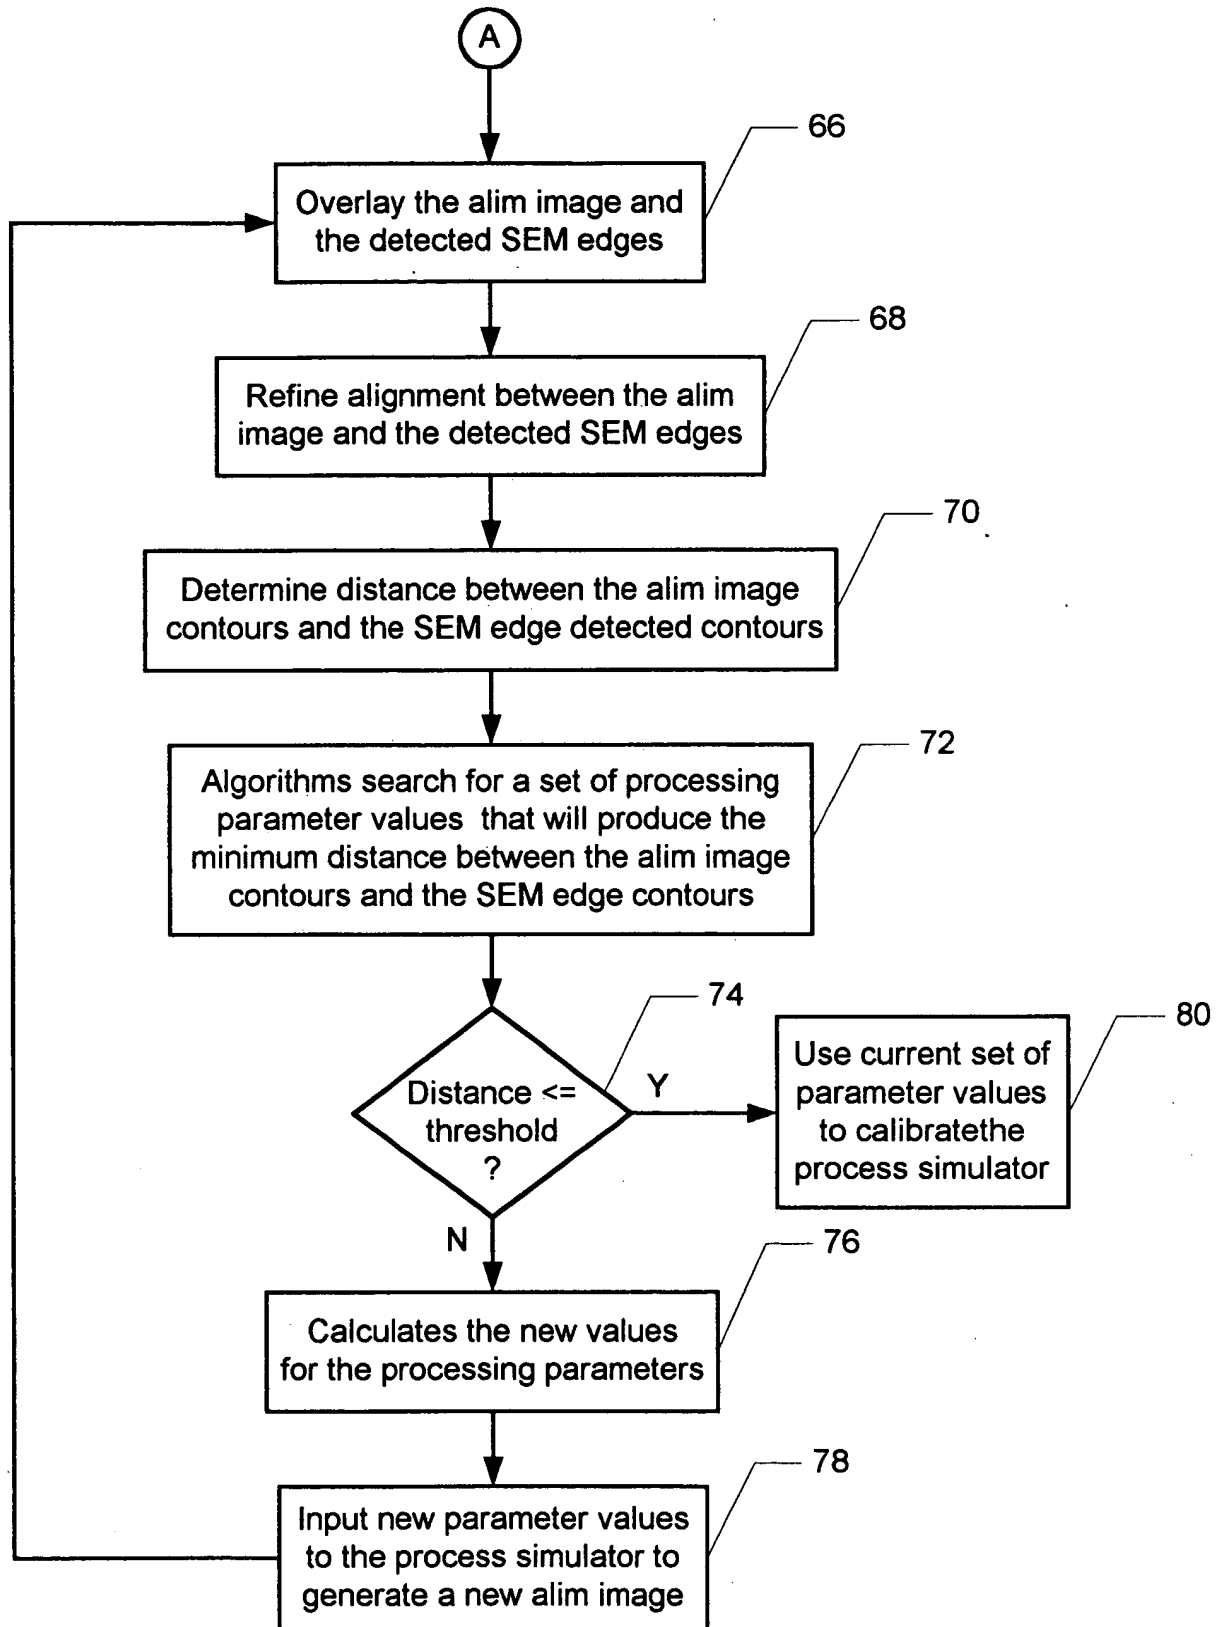 A
66
Overlay the alim image and
the detected SEM edges
68
Refine alignment between the alim
image and the detected SEM edges
70
Determine distance between the alim image
contours and the SEM edge detected contours
72
Algorithms search for a set of processing
parameter values that will produce the
minimum distance between the alim image
contours and the SEM edge contours
74
Distance <=
threshold
?
Y
80
Use current set of
parameter values
to calibratethe
process simulator
N
76
Calculates the new values
for the processing parameters
78
Input new parameter values
to the process simulator to
generate a new alim image